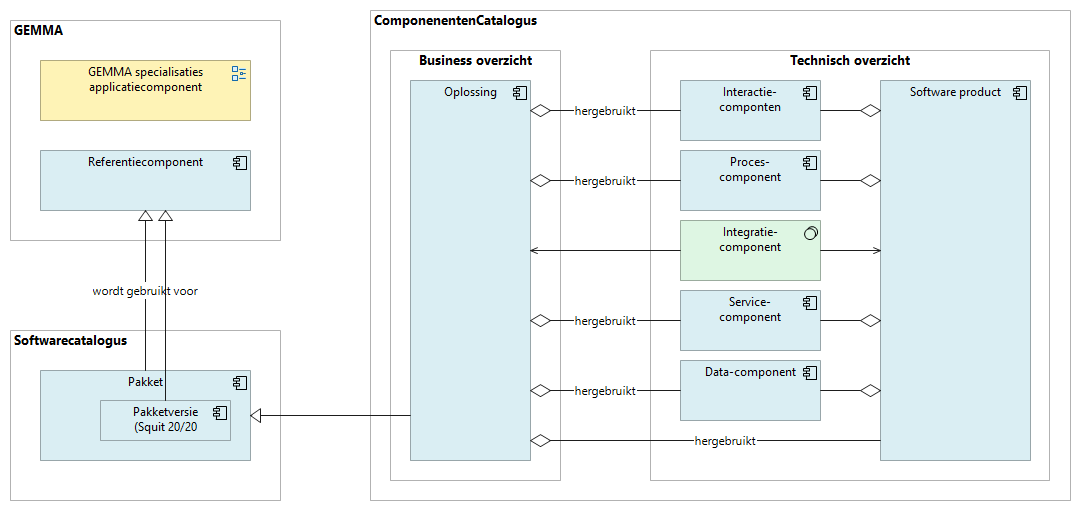 GEMMA
GEMMA specialisaties
applicatiecomponent
Referentiecomponent
wordt gebruikt voor
Softwarecatalogus
Pakket
Pakketversie
(Squit 20/20
ComponenentenCatalogus
Business overzicht
Oplossing
Technisch overzicht
hergebruikt
Interactie-
componten
Software product
hergebruikt
Proces-
component
Integratie-
component
hergebruikt
Service-
component
hergebruikt
Data-component
hergebruikt